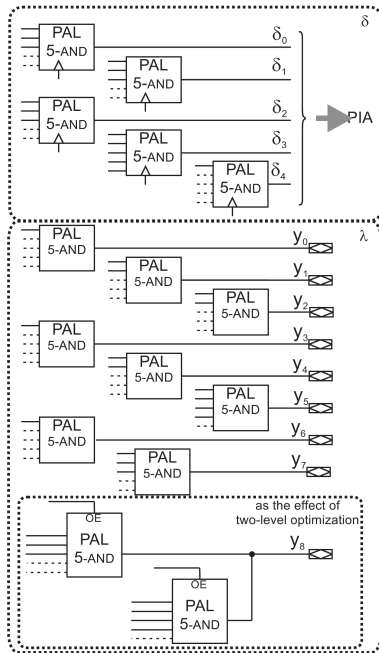 δ
PAL
5-AND
δ0
PAL
5-AND
δ1
PAL
5-AND
δ2
PIA
PAL
5-AND
δ3
PAL
5-AND
δ4
λ
PAL
5-AND
y0
PAL
5-AND
y1
PAL
5-AND
y2
PAL
5-AND
y3
PAL
5-AND
y4
PAL
5-AND
y5
PAL
5-AND
y6
PAL
5-AND
y7
as the effect of
two-level optimization
OE
PAL
5-AND
y8
OE
PAL
5-AND